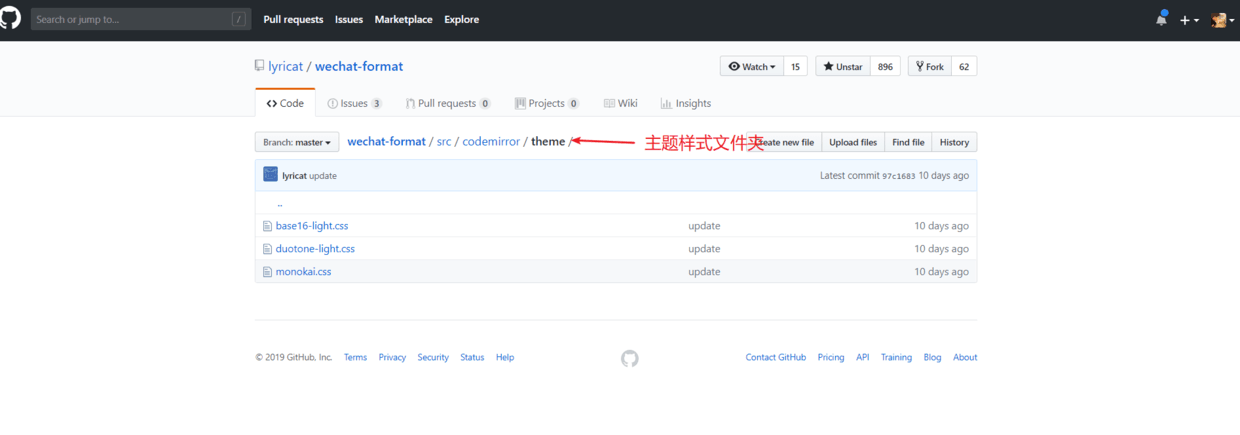 Search or jump to... /
Pull requests Issues Marketplace Explore
lyricat / wechat-format
Watch 15 Unstar 896 Fork 62
Code Issues 3 Pull requests 0 Projects 0 Wiki Insights
Branch: master wechat-format / src / codemirror / theme / 主题样式文件夹 Create new file Upload files Find file History
lyricat update Latest commit 97c1683 10 days ago
..
base16-light.css update 10 days ago
duotone-light.css update 10 days ago
monokai.css update 10 days ago
© 2019 GitHub, Inc. Terms Privacy Security Status Help Contact GitHub Pricing API Training Blog About